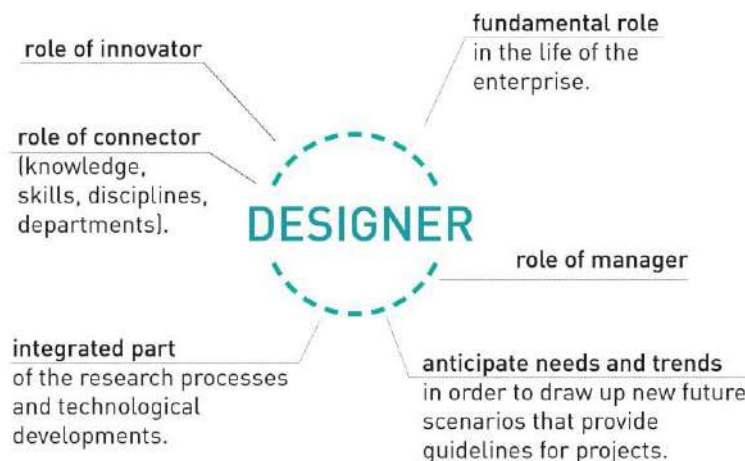 role of innovator
fundamental role
in the life of the
enterprise.
role of connector
(knowledge,
skills, disciplines,
departments).
DESIGNER
role of manager
integrated part
of the research processes
and technological
developments.
anticipate needs and trends
in order to draw up new future
scenarios that provide
guidelines for projects.